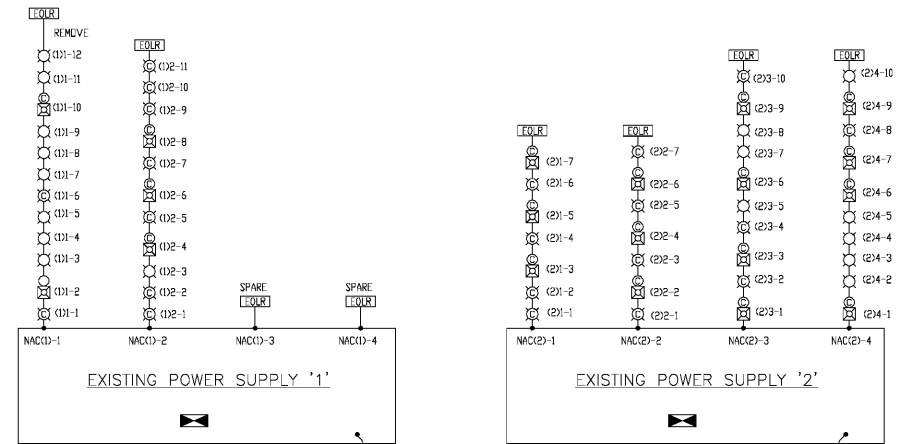 EOLR
REMOVE
(1)1-12
(1)1-11
C
(1)1-10
(1)1-9
(1)1-8
(1)1-7
C (1)1-6
(1)1-5
(1)1-4
(1)1-3
(1)1-2
C (1)1-1
NAC(1)-1
EOLR
C (1)2-11
C (1)2-10
C (1)2-9
C
(1)2-8
C (1)2-7
C
(1)2-6
C (1)2-5
C
(1)2-4
(1)2-3
C (1)2-2
C (1)2-1
NAC(1)-2
SPARE
EOLR
NAC(1)-3
SPARE
EOLR
NAC(1)-4
EXISTING POWER SUPPLY '1'
EOLR
C
(2)1-7
C (2)1-6
C
(2)1-5
C (2)1-4
C
(2)1-3
C (2)1-2
C (2)1-1
NAC(2)-1
EOLR
C (2)2-7
C
(2)2-6
C (2)2-5
C
(2)2-4
C (2)2-3
C
(2)2-2
C (2)2-1
NAC(2)-2
EOLR
C (2)3-10
C
(2)3-9
(2)3-8
(2)3-7
C
(2)3-6
(2)3-5
C (2)3-4
C
(2)3-3
C (2)3-2
C
(2)3-1
NAC(2)-3
EOLR
(2)4-10
C
(2)4-9
C (2)4-8
C
(2)4-7
C
(2)4-6
(2)4-5
(2)4-4
(2)4-3
(2)4-2
C
(2)4-1
NAC(2)-4
EXISTING POWER SUPPLY '2'